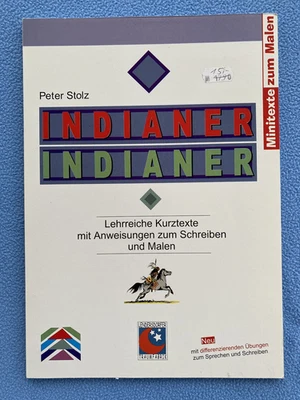 15,-
Peter Stolz
INDIANER
INDIANER
Minitexte zum Malen
Lehrreiche Kurztexte
mit Anweisungen zum Schreiben
und Malen
Neu
mit differenzierenden Übungen
zum Sprechen und Schreiben